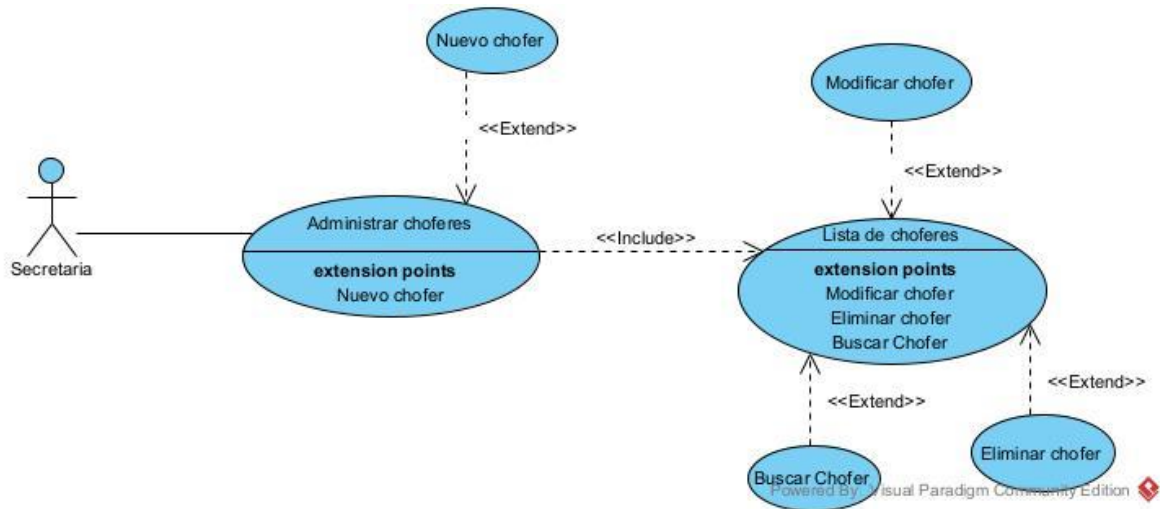 Nuevo chofer
Modificar chofer
<<Extend>>
<<Extend>>
Secretaria
Administrar choferes
extension points
Nuevo chofer
<<Include>>
Lista de choferes
extension points
Modificar chofer
Eliminar chofer
Buscar Chofer
<<Extend>>
<<Extend>>
Buscar Chofer
Eliminar chofer
Powered By: Visual Paradigm Community Edition